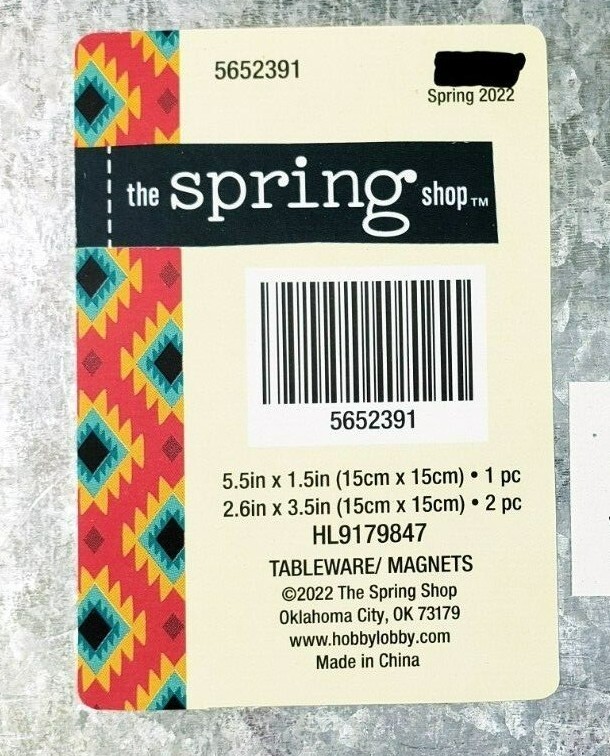 5652391
Spring 2022
the spring shop™
5652391
5.5in x 1.5in (15cm x 15cm) • 1 pc
2.6in x 3.5in (15cm x 15cm) • 2 pc
HL9179847
TABLEWARE/ MAGNETS
©2022 The Spring Shop
Oklahoma City, OK 73179
www.hobbylobby.com
Made in China